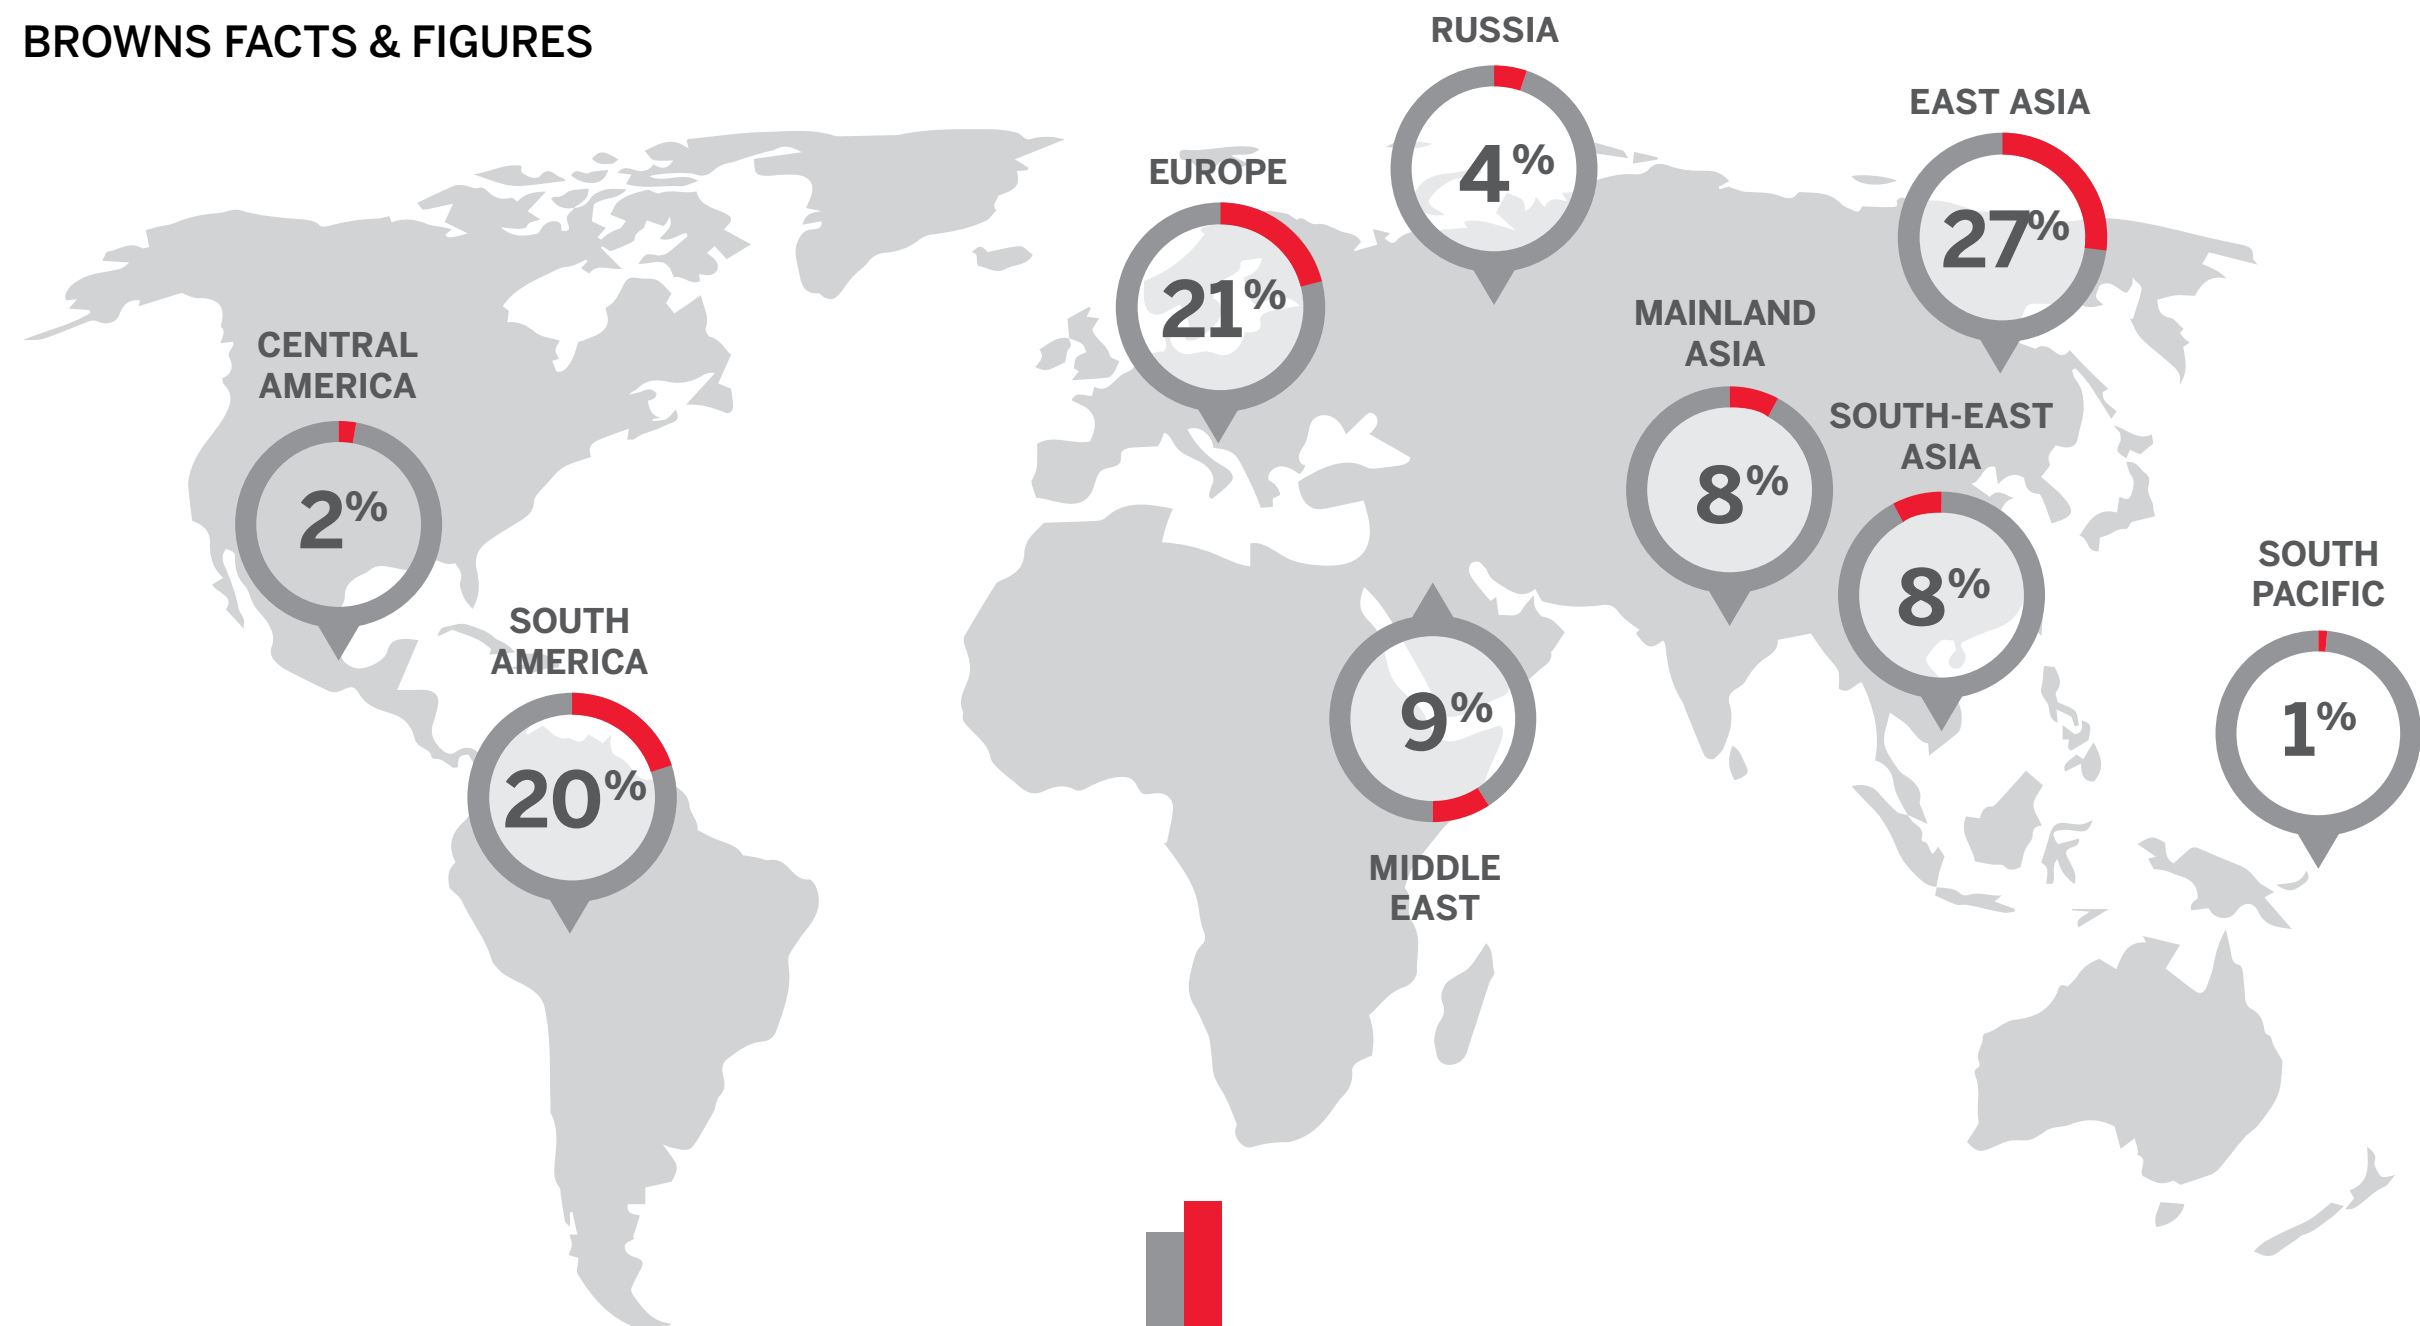 BROWNS FACTS & FIGURES
RUSSIA
4%
EAST ASIA
27%
EUROPE
21%
MAINLAND
ASIA
8%
CENTRAL
AMERICA
2%
SOUTH-EAST
ASIA
8%
SOUTH
PACIFIC
1%
SOUTH
AMERICA
20%
9%
MIDDLE
EAST